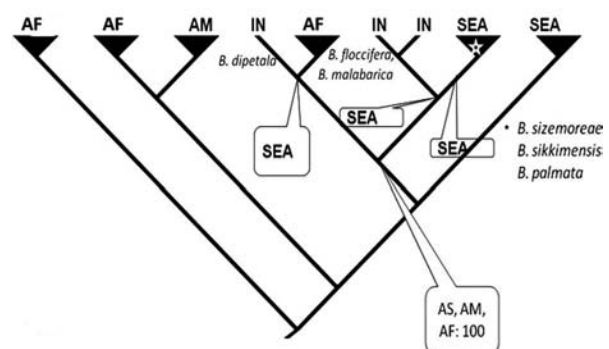 AF AF AM IN AF IN IN SEA SEA
B. dipetala
B. floccifera,
B. malabarica
SEA
SEA
SEA
• B. sizemoreae
B. sikkimensis
B. palmata
AS, AM,
AF: 100